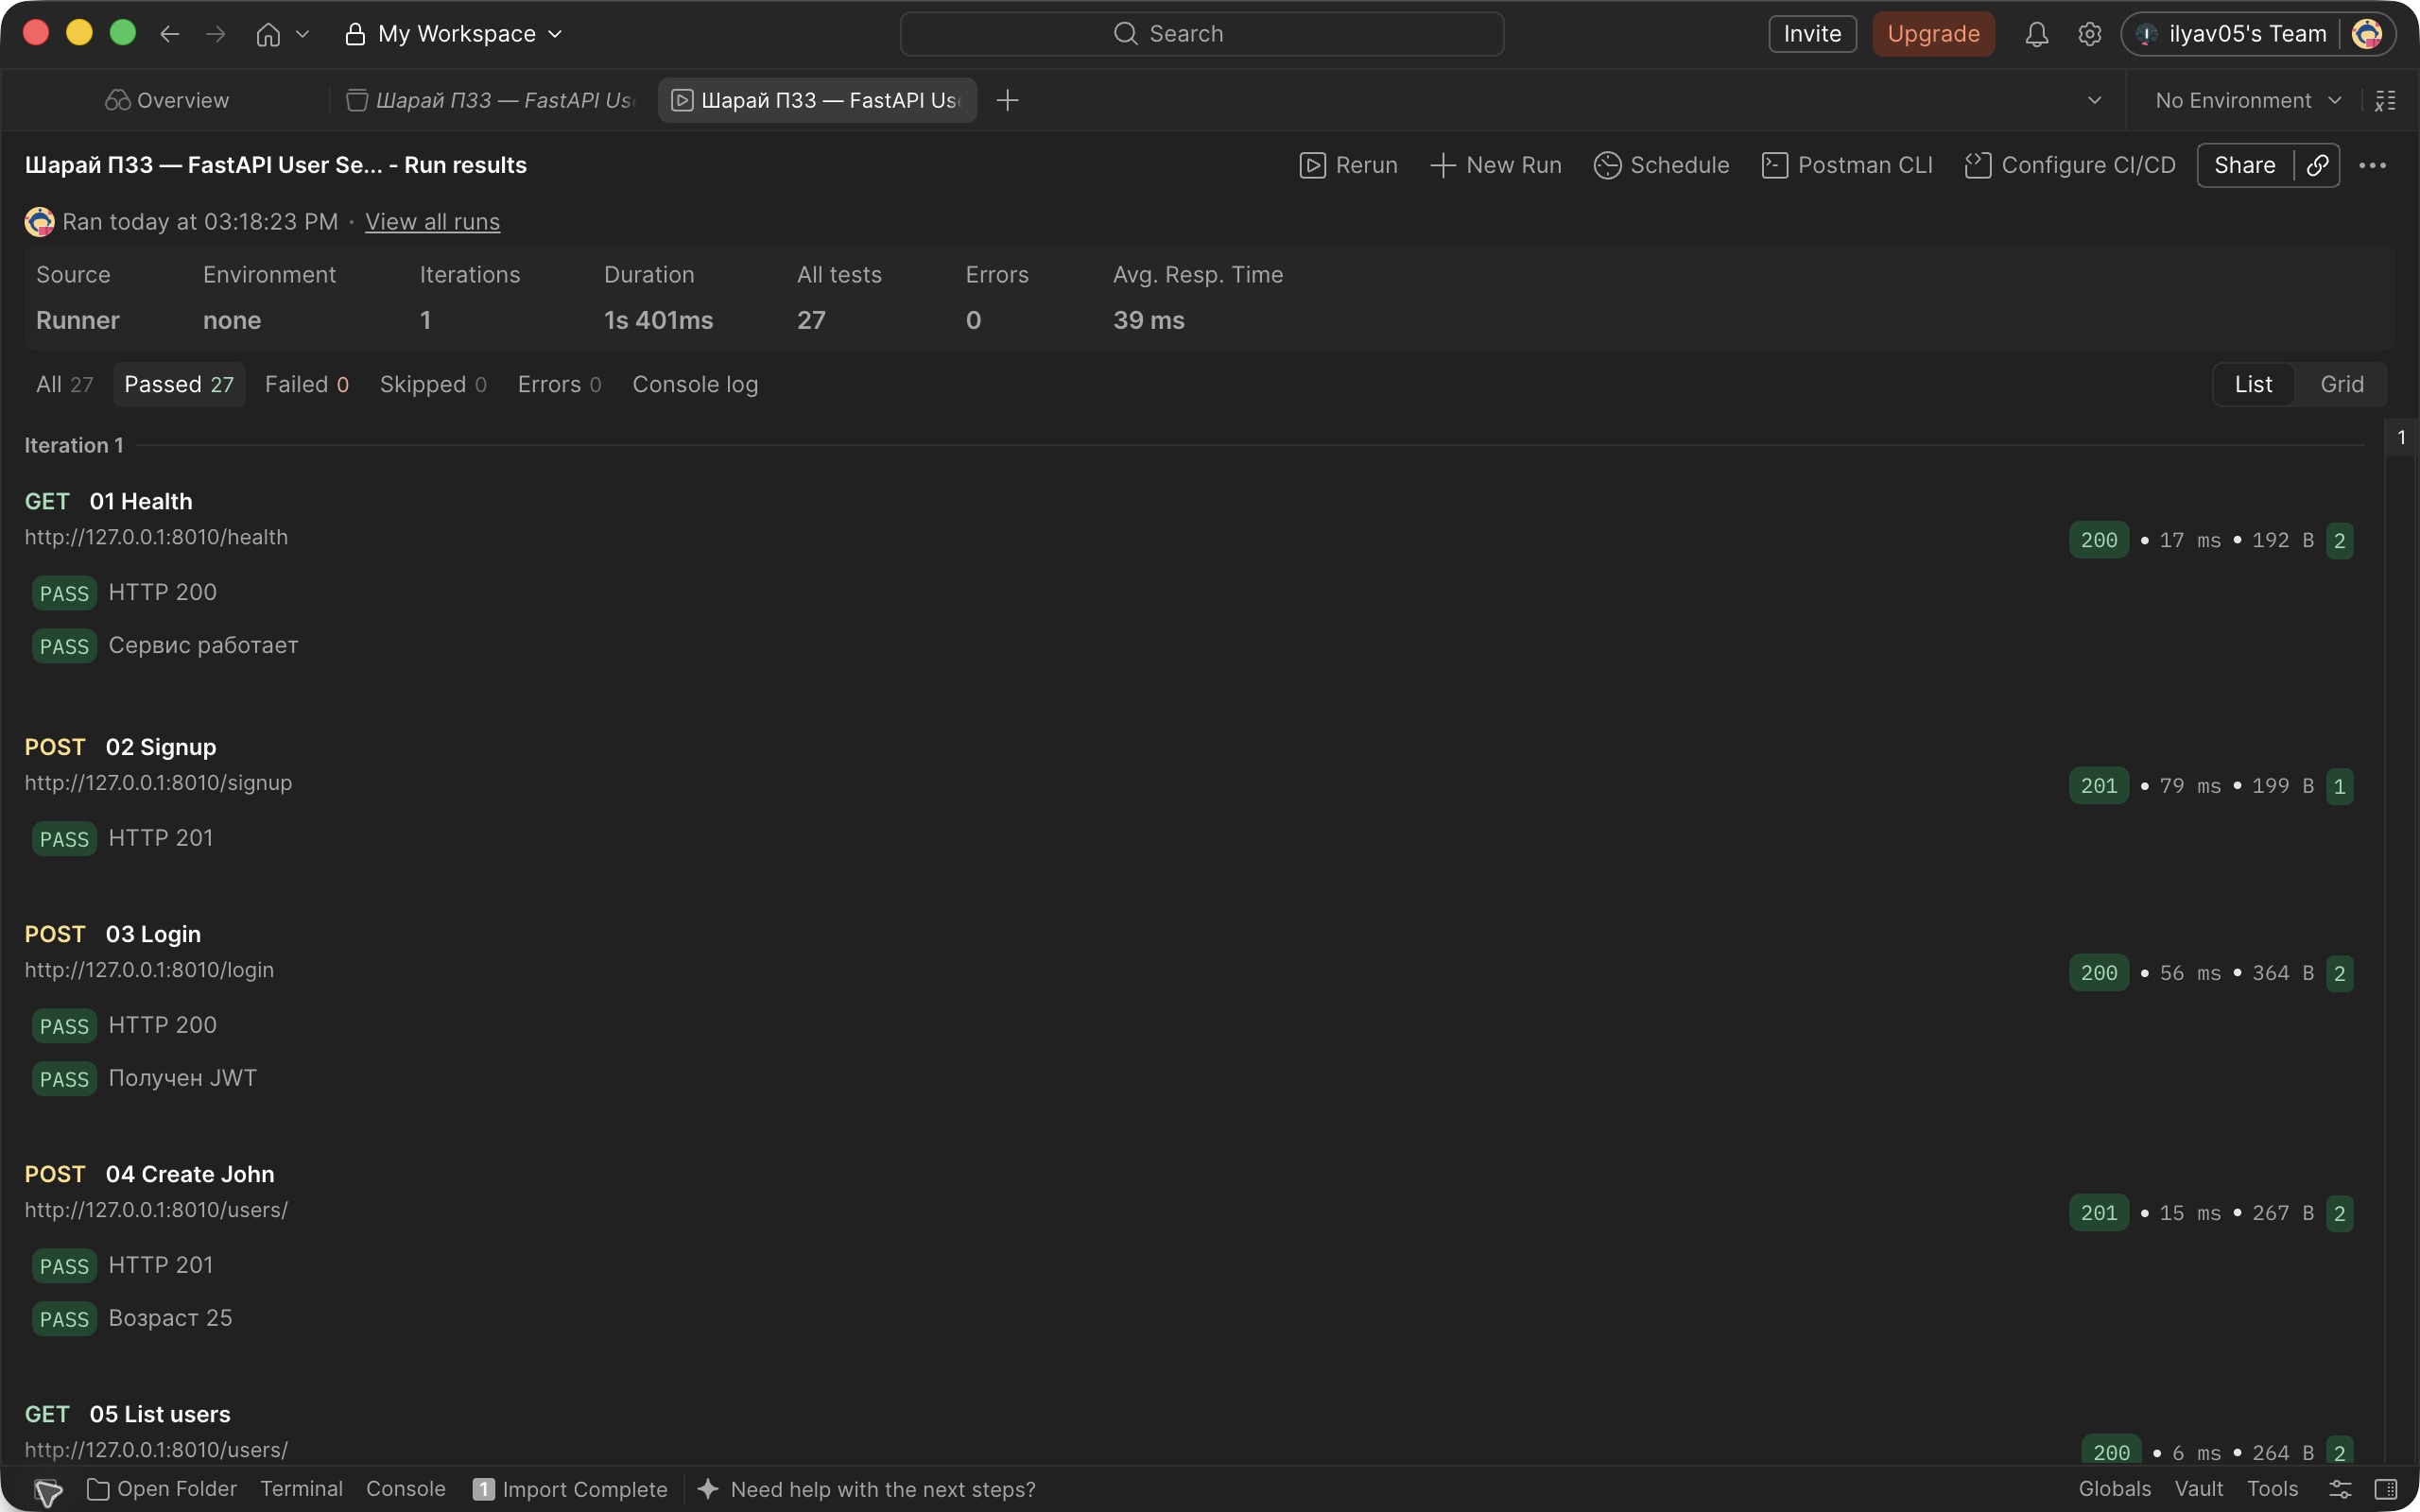 My Workspace
Search
Invite
Upgrade
ilyav05's Team
Overview
Шарай ПЗЗ — FastAPI Us
Шарай ПЗЗ — FastAPI Us
No Environment
Шарай ПЗЗ — FastAPI User Se... - Run results
Rerun
New Run
Schedule
Postman CLI
Configure CI/CD
Share
Ran today at 03:18:23 PM · View all runs
Source Environment Iterations Duration All tests Errors Avg. Resp. Time
Runner none 1 1s 401ms 27 0 39 ms
All 27 Passed 27 Failed 0 Skipped 0 Errors 0 Console log
List Grid
Iteration 1
1
GET 01 Health
http://127.0.0.1:8010/health
200 • 17 ms • 192 B 2
PASS HTTP 200
PASS Сервис работает
POST 02 Signup
http://127.0.0.1:8010/signup
201 • 79 ms • 199 B 1
PASS HTTP 201
POST 03 Login
http://127.0.0.1:8010/login
200 • 56 ms • 364 B 2
PASS HTTP 200
PASS Получен JWT
POST 04 Create John
http://127.0.0.1:8010/users/
201 • 15 ms • 267 B 2
PASS HTTP 201
PASS Возраст 25
GET 05 List users
http://127.0.0.1:8010/users/
200 • 6 ms • 264 B 2
Open Folder Terminal Console 1 Import Complete Need help with the next steps?
Globals Vault Tools